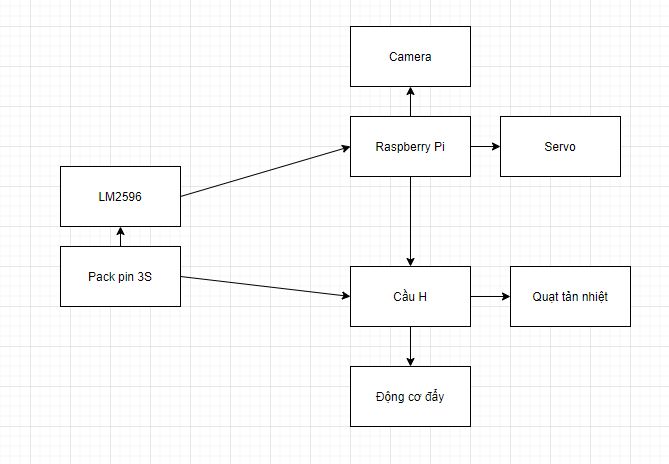 Camera
Raspberry Pi
Servo
LM2596
Pack pin 3S
Cầu H
Quạt tản nhiệt
Động cơ đẩy